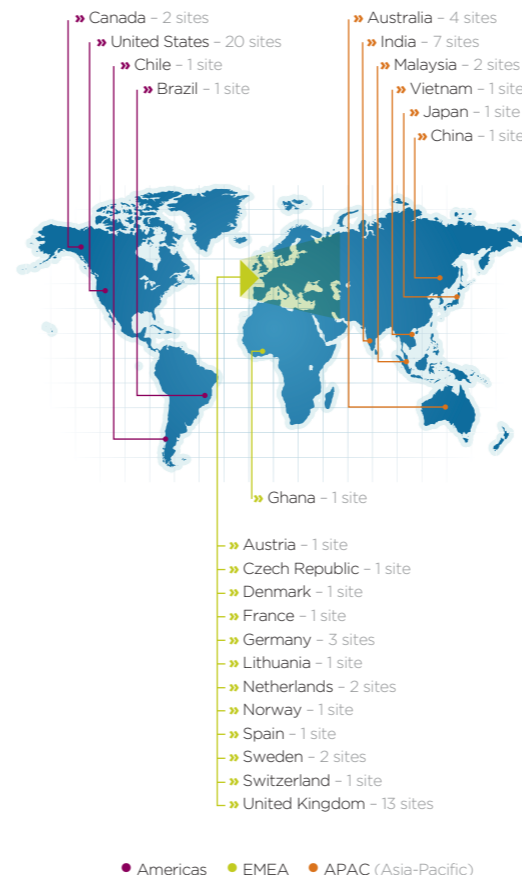 » Canada – 2 sites
» United States – 20 sites
» Chile – 1 site
» Brazil – 1 site
» Australia – 4 sites
» India – 7 sites
» Malaysia – 2 sites
» Vietnam – 1 site
» Japan – 1 site
» China – 1 site
» Ghana – 1 site
» Austria – 1 site
» Czech Republic – 1 site
» Denmark – 1 site
» France – 1 site
» Germany – 3 sites
» Lithuania – 1 site
» Netherlands – 2 sites
» Norway – 1 site
» Spain – 1 site
» Sweden – 2 sites
» Switzerland – 1 site
» United Kingdom – 13 sites
• Americas • EMEA • APAC (Asia-Pacific)